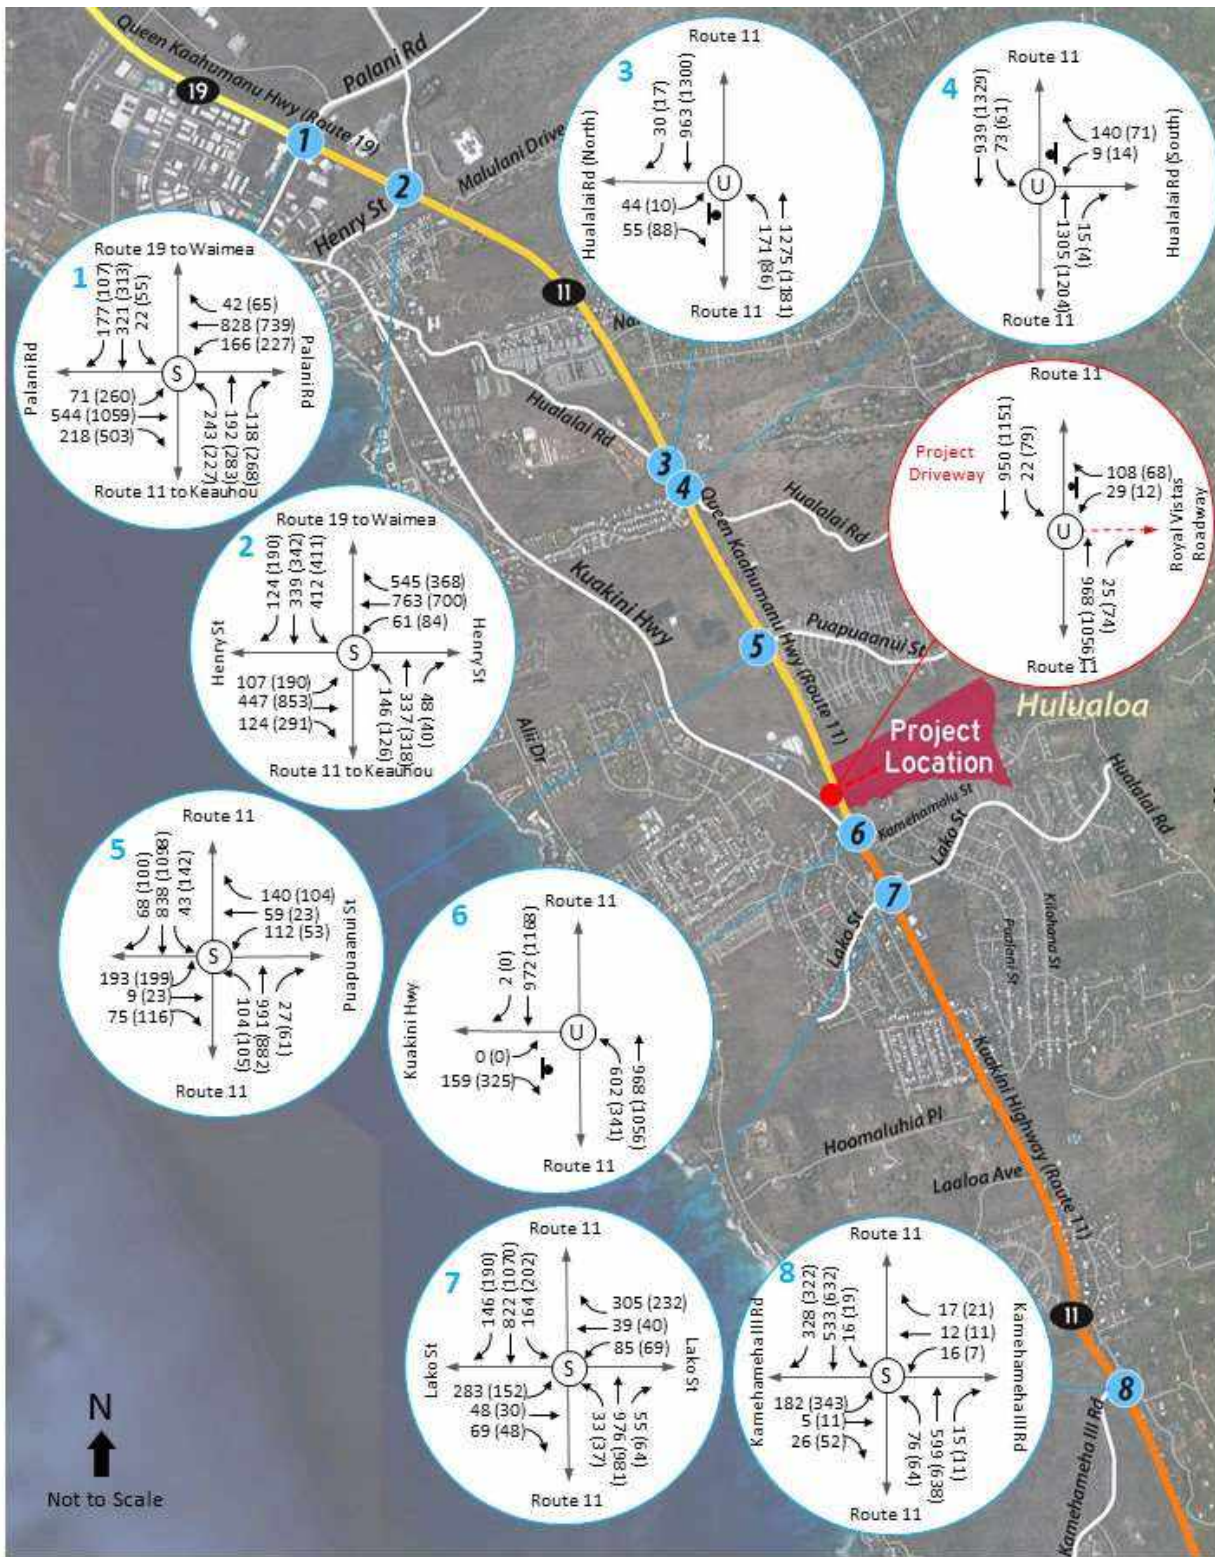 Queen Kaahumanu Hwy (Route 19)
19
Palani Rd
1
2
Malulani Drive
Henry St
11
Hualalai Rd
3
4
Queen Kaahumanu Hwy (Route 11)
Hualalai Rd
Kuakini Hwy
5
Puapuaanui St
Alii Dr
Hulualoa
Project
Location
Kamehamalu St
Hualalai Rd
6
Lako St
7
Lako St
Kilohana St
Kuakini Highway (Route 11)
Hoomaluhia Pl
Laaloa Ave
11
8
Kamehameha III Rd
N
Not to Scale
1
Route 19 to Waimea
177 (107)
321 (313)
22 (55)
42 (65)
828 (739)
166 (227)
Palani Rd
S
Palani Rd
71 (260)
544 (1059)
218 (503)
243 (227)
192 (283)
118 (268)
Route 11 to Keauhou
2
Route 19 to Waimea
124 (190)
339 (342)
412 (411)
545 (368)
763 (700)
61 (84)
Henry St
S
Henry St
107 (190)
447 (853)
124 (291)
146 (126)
337 (318)
48 (40)
Route 11 to Keauhou
3
Route 11
30 (17)
963 (1300)
Hualalai Rd (North)
U
44 (10)
55 (88)
171 (86)
1275 (1181)
Route 11
4
Route 11
939 (1329)
73 (61)
140 (71)
9 (14)
U
Hualalai Rd (South)
1305 (1204)
15 (4)
Route 11
Route 11
Project
Driveway
950 (1151)
22 (79)
108 (68)
29 (12)
U
Royal Vistas
Roadway
968 (1056)
25 (74)
Route 11
5
Route 11
68 (100)
838 (1098)
43 (142)
140 (104)
59 (23)
112 (53)
S
Puapuaanui St
193 (199)
9 (23)
75 (116)
104 (105)
991 (882)
27 (61)
Route 11
6
Route 11
2 (0)
972 (1168)
Kuakini Hwy
U
0 (0)
159 (325)
602 (341)
968 (1056)
Route 11
7
Route 11
146 (190)
822 (1070)
164 (202)
305 (232)
39 (40)
85 (69)
Lako St
S
Lako St
283 (152)
48 (30)
69 (48)
33 (37)
976 (981)
55 (64)
Route 11
8
Route 11
328 (322)
533 (632)
16 (19)
17 (21)
12 (11)
16 (7)
Kamehameha III Rd
S
Kamehameha III Rd
182 (343)
5 (11)
26 (52)
76 (64)
599 (638)
15 (11)
Route 11